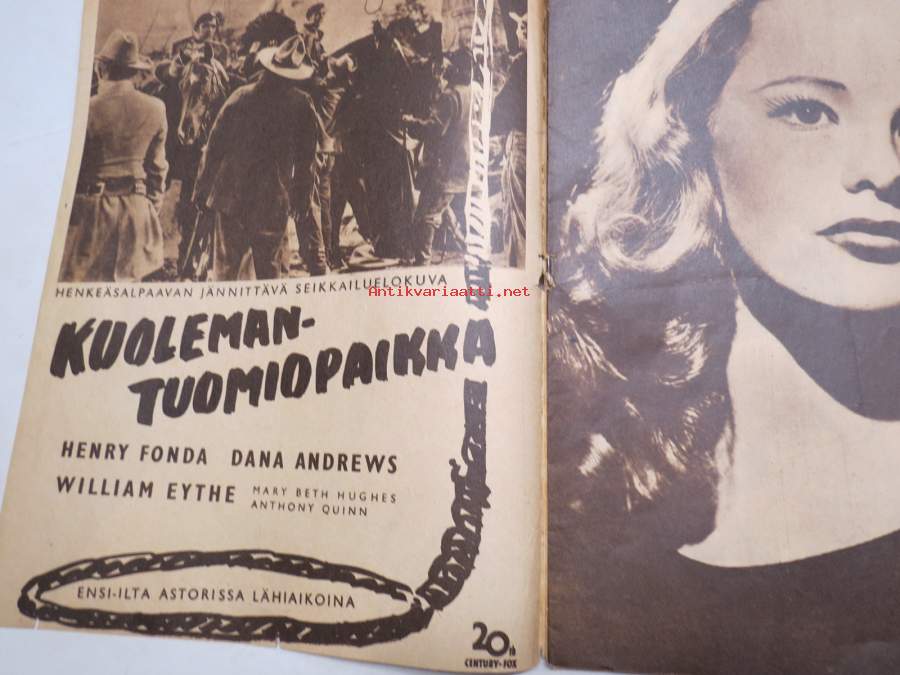 20
HENKEÄSALPAAVAN JÄNNITTÄVÄ SEIKKAILUELOKUVA
Antikvariaatti.net
KUOLEMAN-
TUOMIOPAIKKA
HENRY FONDA DANA ANDREWS
WILLIAM EYTHE MARY BETH HUGHES
ANTHONY QUINN
ENSI-ILTA ASTORISSA LÄHIAIKOINA
20th
CENTURY-FOX